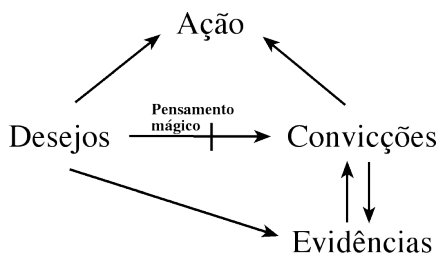 Ação
Pensamento
mágico
Desejos
Convicções
Evidências